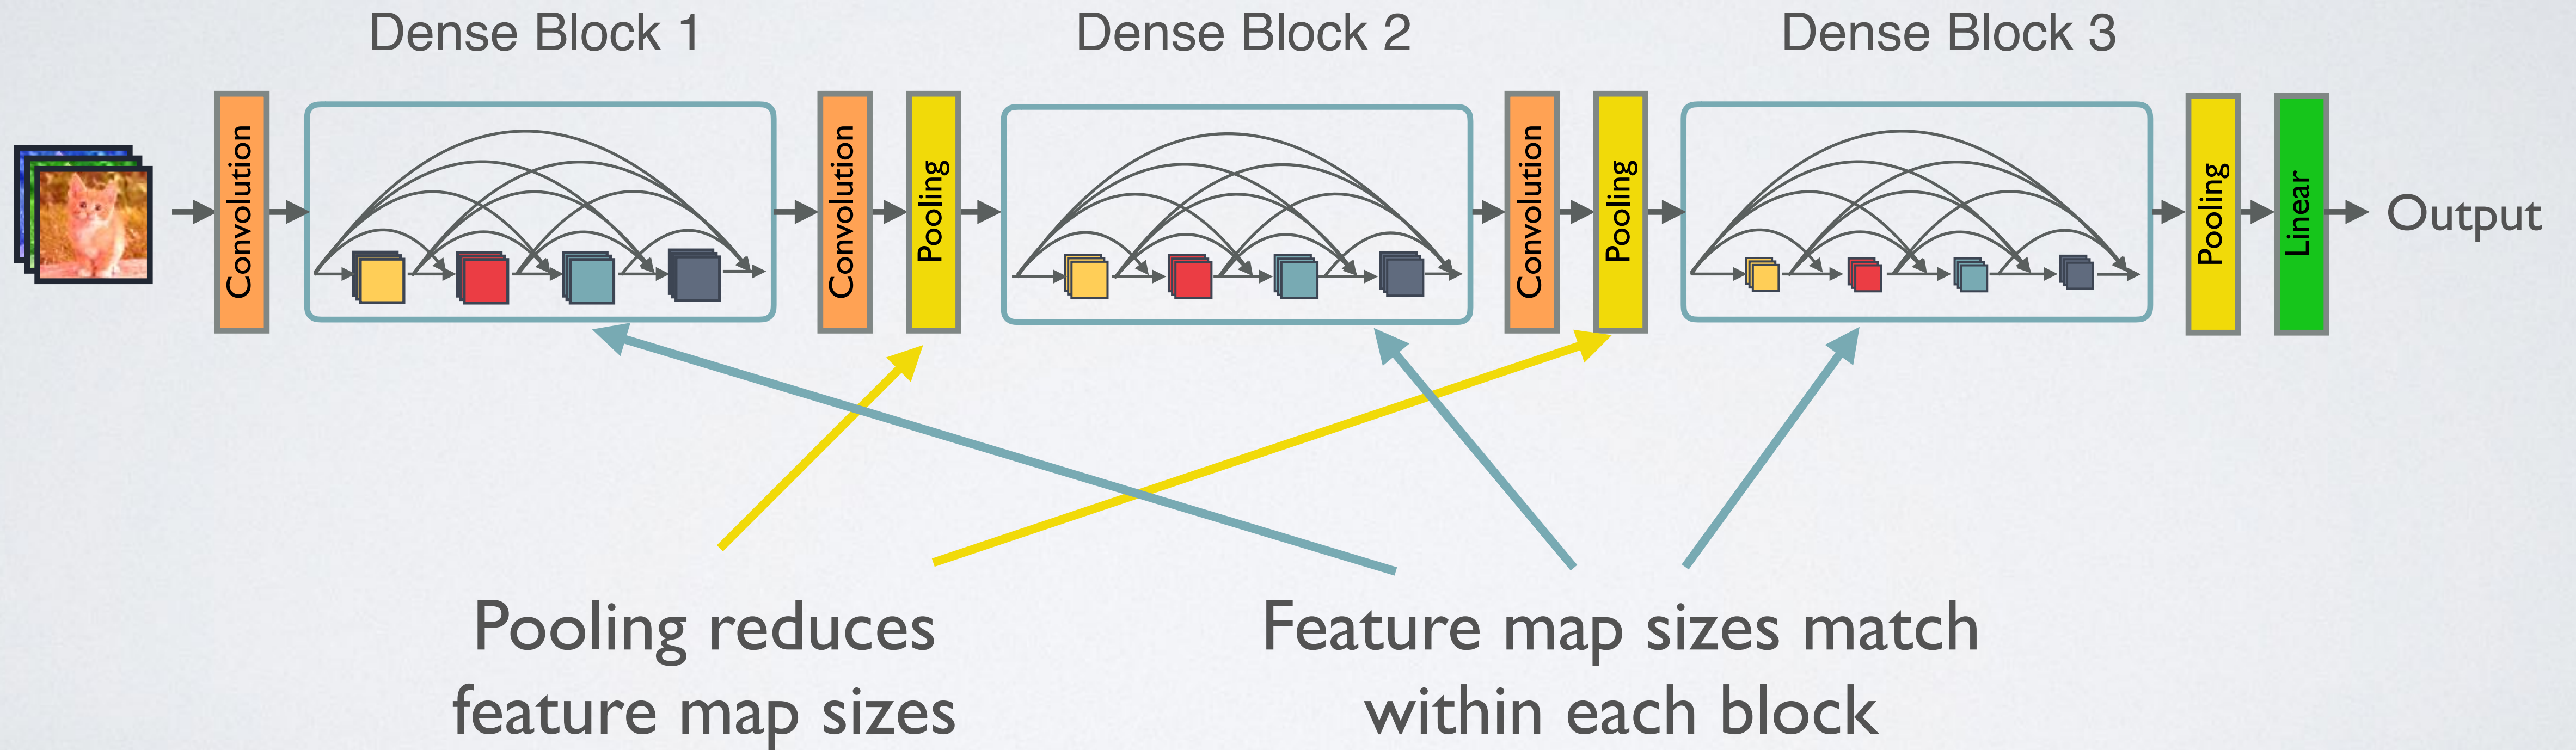 Dense Block 1
Dense Block 2
Dense Block 3
Convolution
Convolution
Pooling
Convolution
Pooling
Pooling
Linear
Output
Pooling reduces
feature map sizes
Feature map sizes match
within each block